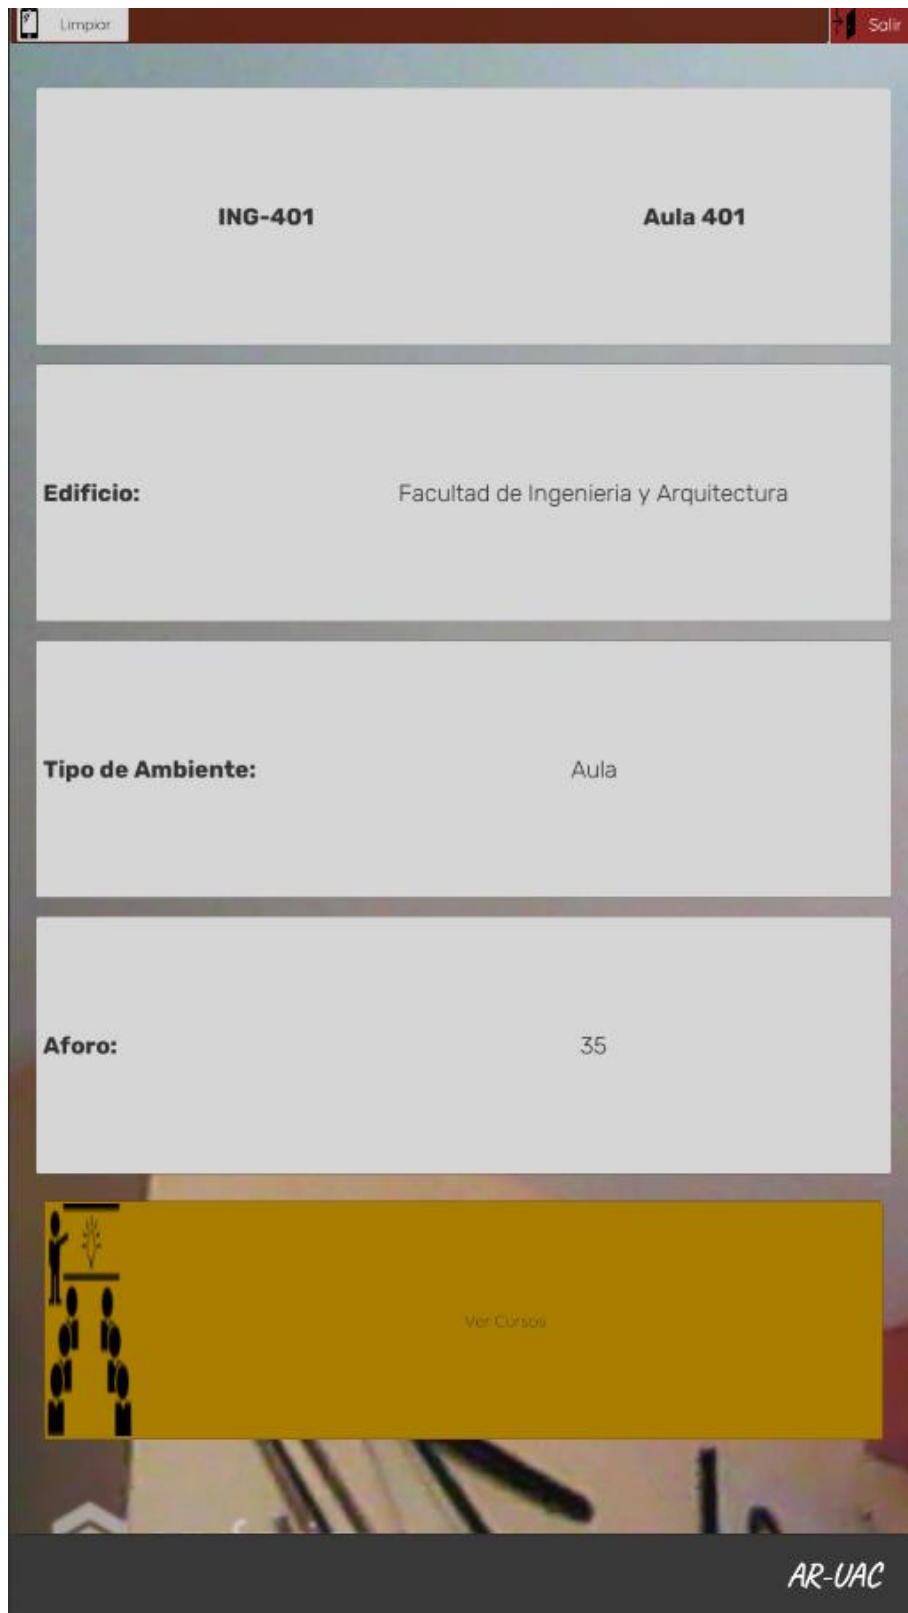 Limpiar
Salir
ING-401
Aula 401
Edificio:
Facultad de Ingenieria y Arquitectura
Tipo de Ambiente:
Aula
Aforo:
35
Ver Cursos
AR-UAC